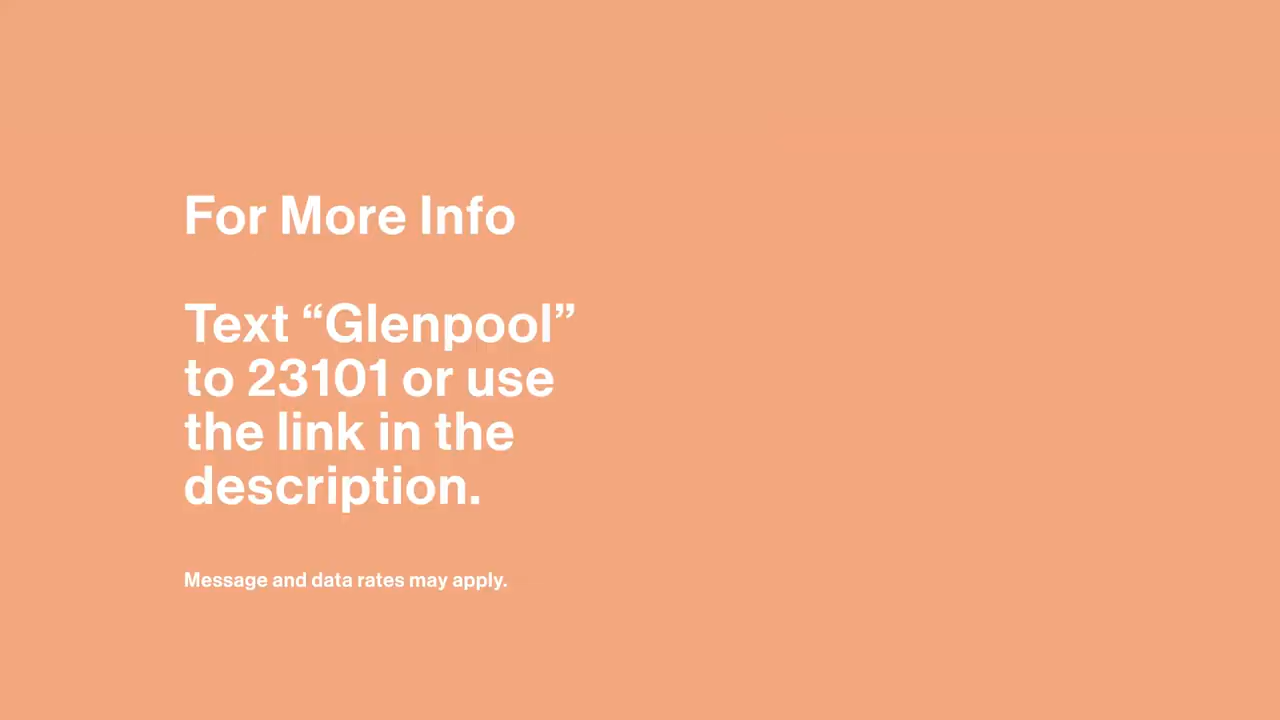 For More Info
Text “Glenpool”
to 23101 or use
the link in the
description.
Message and data rates may apply.